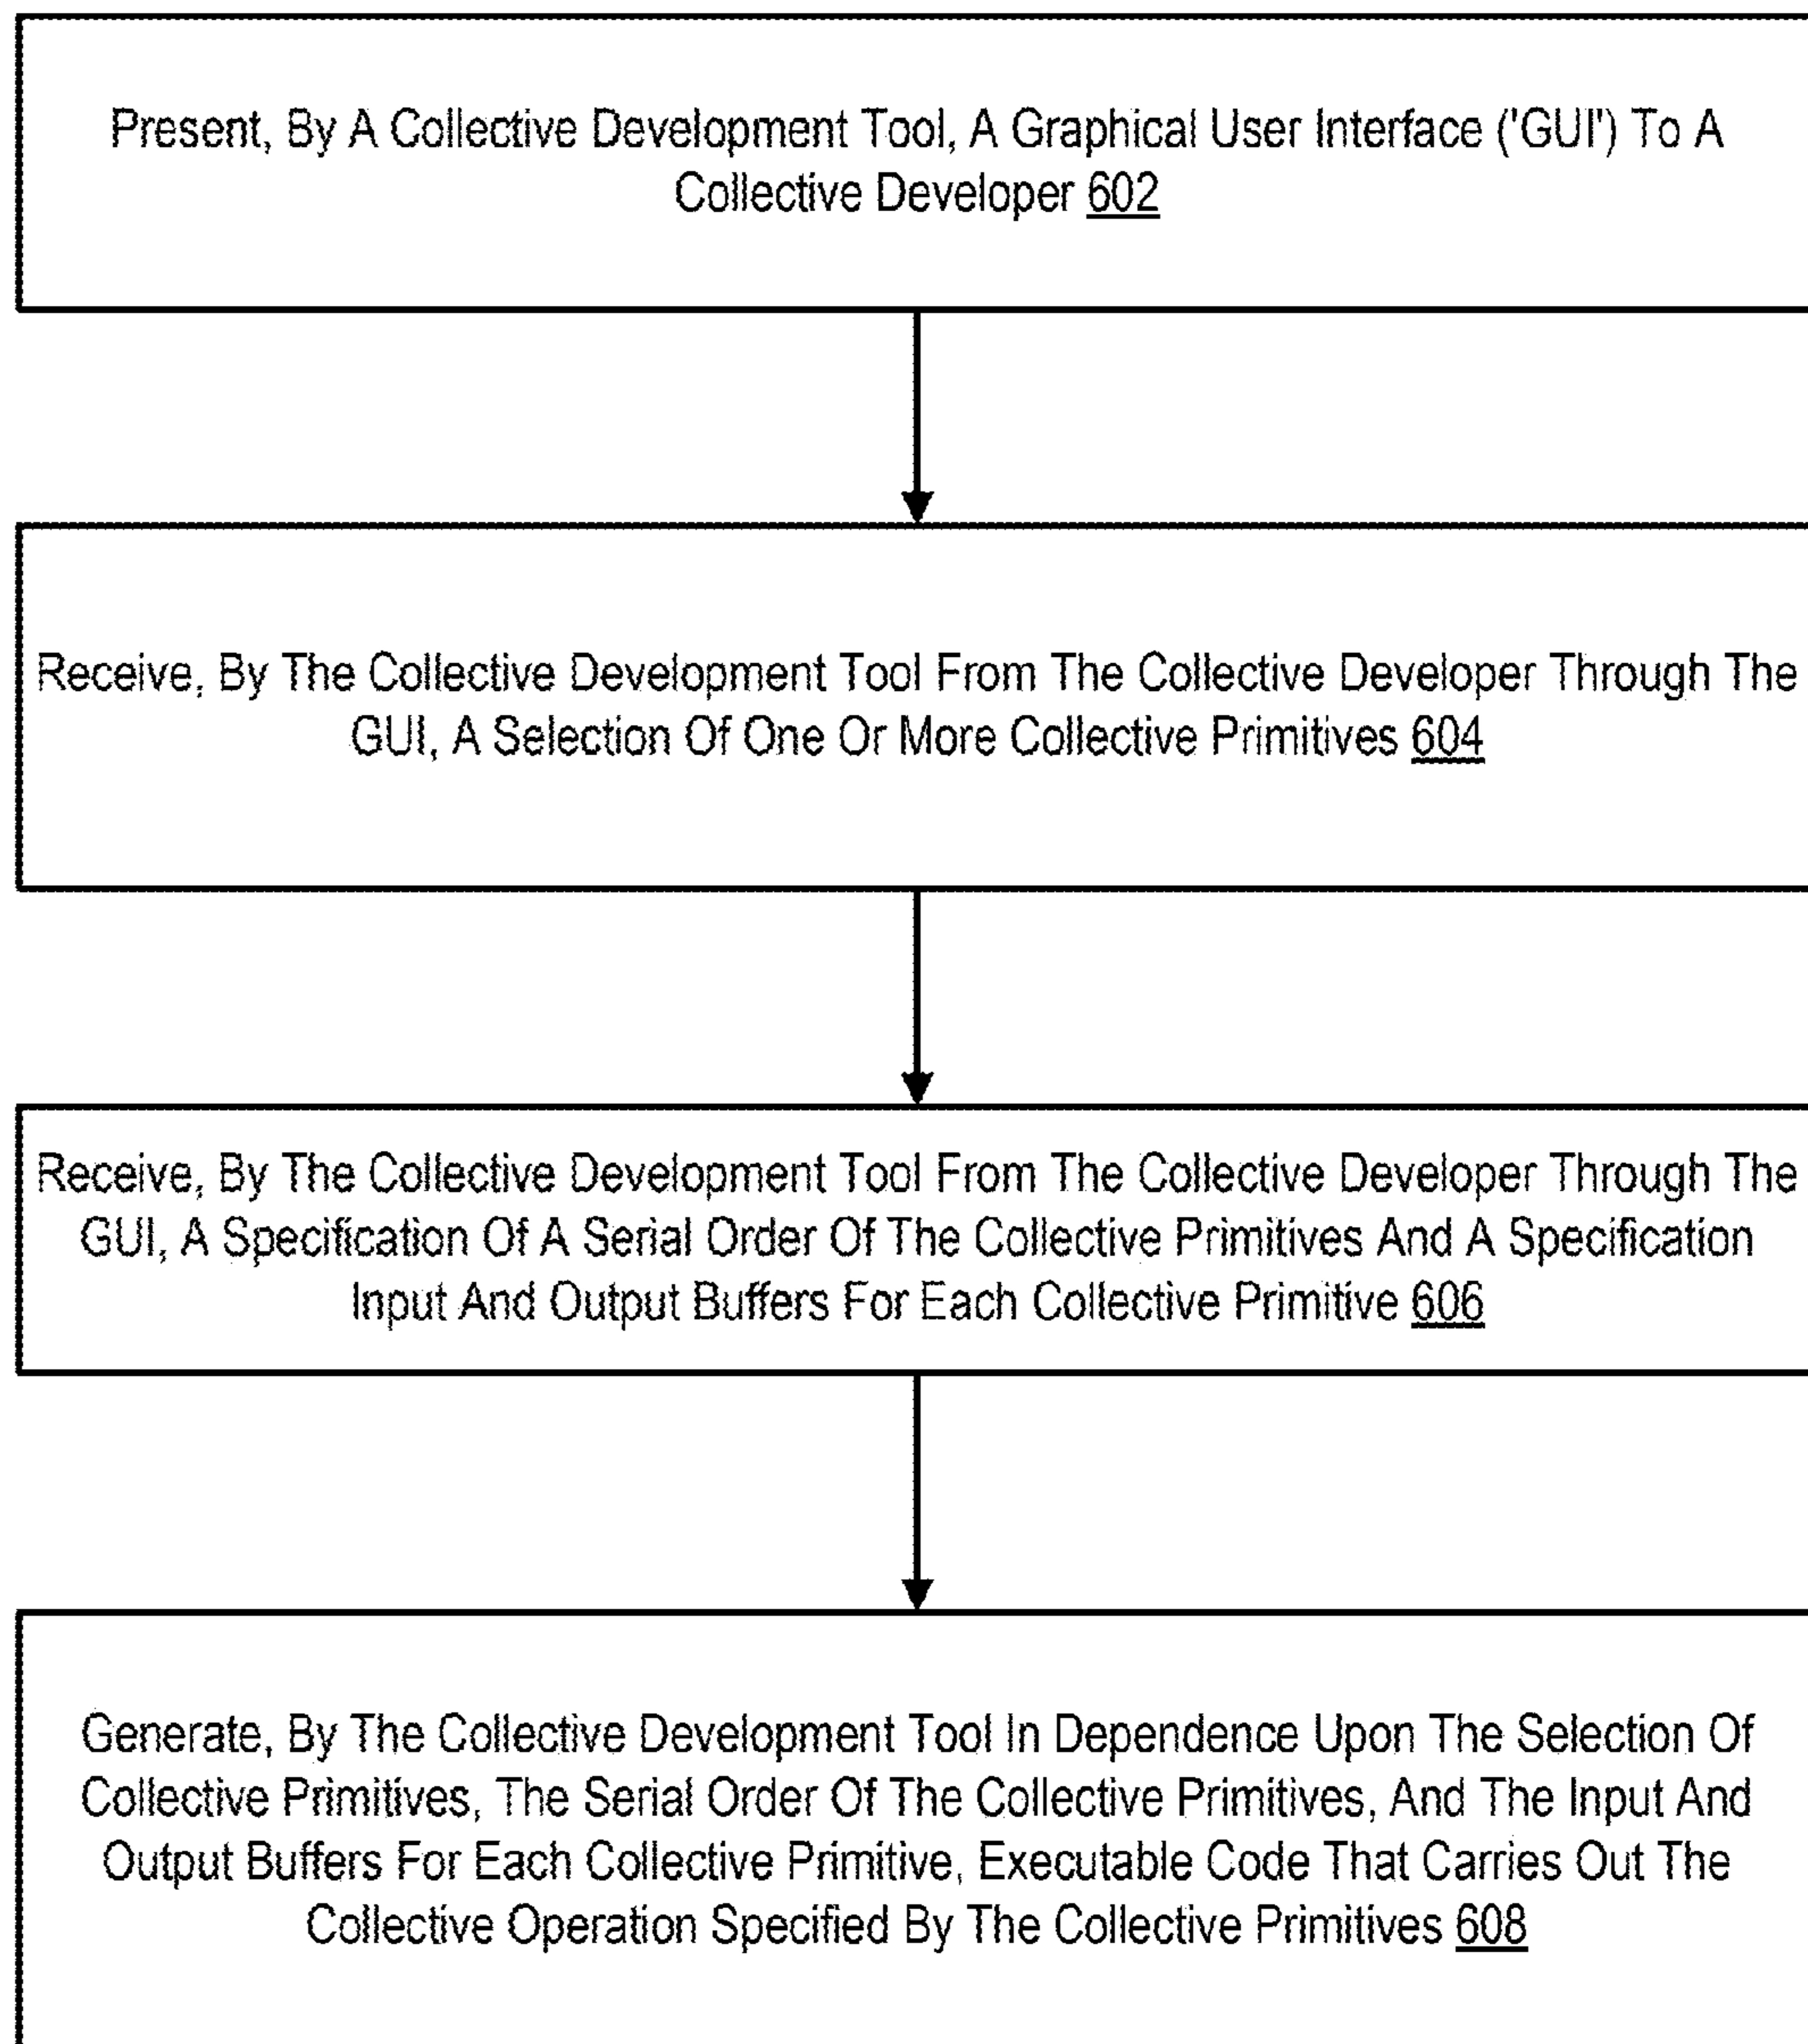 Present, By A Collective Development Tool, A Graphical User Interface ('GUI') To A
Collective Developer 602
Receive, By The Collective Development Tool From The Collective Developer Through The
GUI, A Selection Of One Or More Collective Primitives 604
Receive, By The Collective Development Tool From The Collective Developer Through The
GUI, A Specification Of A Serial Order Of The Collective Primitives And A Specification
Input And Output Buffers For Each Collective Primitive 606
Generate, By The Collective Development Tool In Dependence Upon The Selection Of
Collective Primitives, The Serial Order Of The Collective Primitives, And The Input And
Output Buffers For Each Collective Primitive, Executable Code That Carries Out The
Collective Operation Specified By The Collective Primitives 608